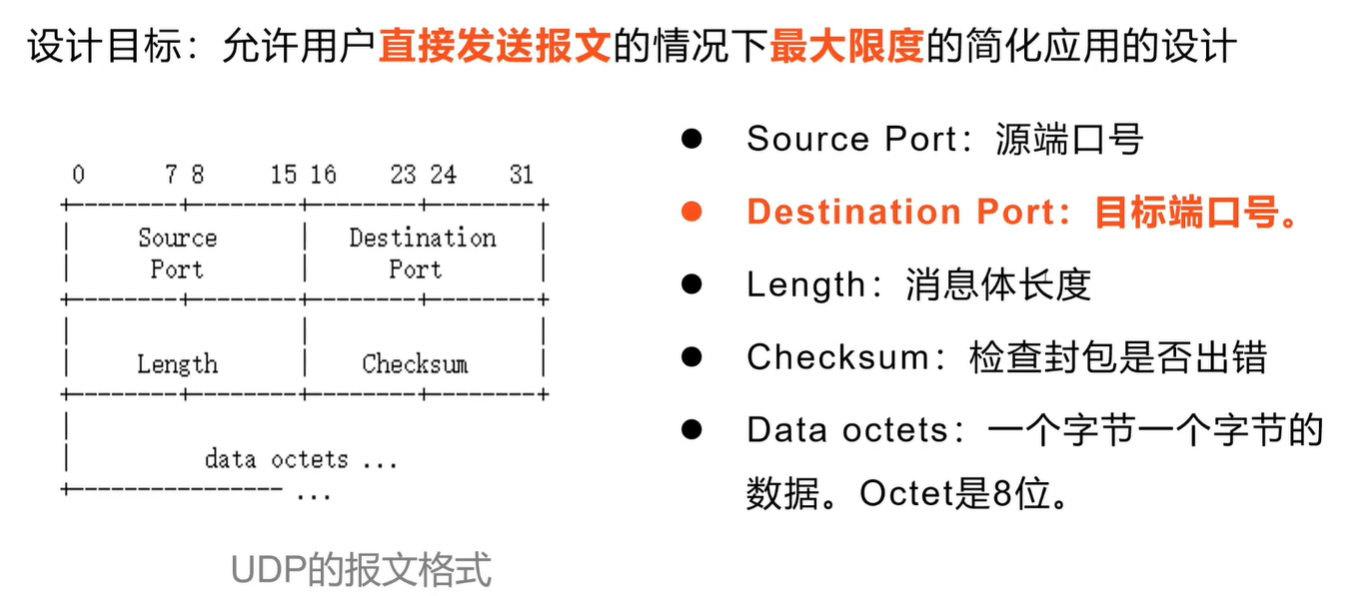 设计目标：允许用户直接发送报文的情况下最大限度的简化应用的设计
0 7 8 15 16 23 24 31
Source Port
Destination Port
Length
Checksum
data octets ...
...
UDP的报文格式
● Source Port：源端口号
● Destination Port：目标端口号。
● Length：消息体长度
● Checksum：检查封包是否出错
● Data octets：一个字节一个字节的
数据。Octet是8位。